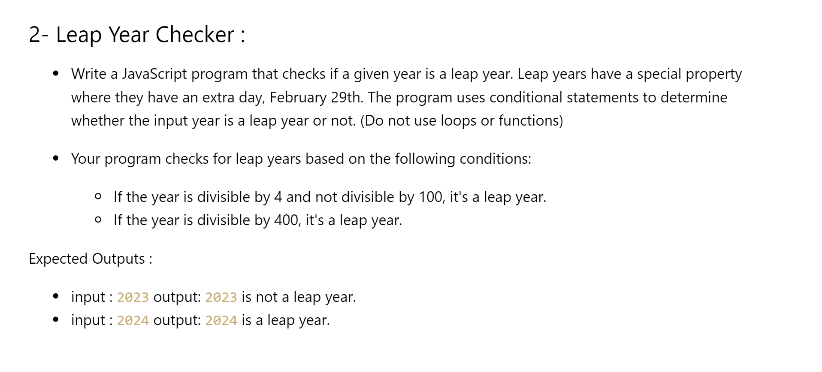 2- Leap Year Checker :
• Write a JavaScript program that checks if a given year is a leap year. Leap years have a special property
where they have an extra day, February 29th. The program uses conditional statements to determine
whether the input year is a leap year or not. (Do not use loops or functions)
• Your program checks for leap years based on the following conditions:
○ If the year is divisible by 4 and not divisible by 100, it's a leap year.
○ If the year is divisible by 400, it's a leap year.
Expected Outputs :
• input : 2023 output: 2023 is not a leap year.
• input : 2024 output: 2024 is a leap year.